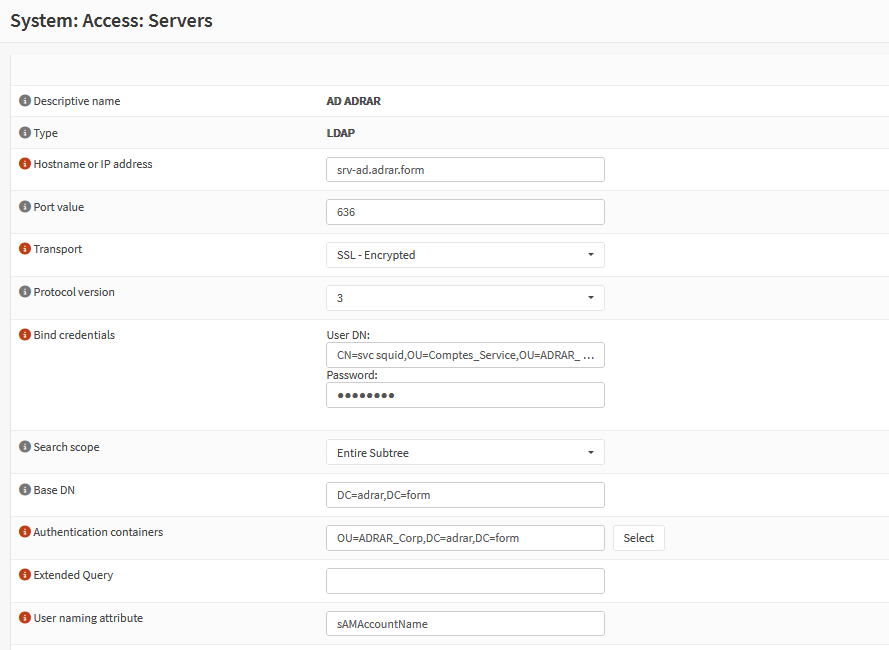 System: Access: Servers
Descriptive name AD ADRAR
Type LDAP
Hostname or IP address srv-ad.adrar.form
Port value 636
Transport SSL - Encrypted
Protocol version 3
Bind credentials User DN:
CN=svc squid,OU=Comptes_Service,OU=ADRAR_ ...
Password:
●●●●●●●●
Search scope Entire Subtree
Base DN DC=adrar,DC=form
Authentication containers OU=ADRAR_Corp,DC=adrar,DC=form Select
Extended Query
User naming attribute sAMAccountName